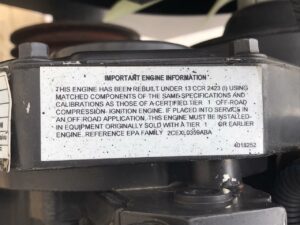 IMPORTANT ENGINE INFORMATION
THIS ENGINE HAS BEEN REBUILT UNDER 13 CCR 2423 (l) USING
MATCHED COMPONENTS OF THE SAME SPECIFICATIONS AND
CALIBRATIONS AS THOSE OF A CERTIFIED TIER 1 OFF-ROAD
COMPRESSION-IGNITION ENGINE. IF PLACED INTO SERVICE IN
AN OFF ROAD APPLICATION, THIS ENGINE MUST BE INSTALLED
IN EQUIPMENT ORIGINALLY SOLD WITH A TIER 1 OR EARLIER
ENGINE. REFERENCE EPA FAMILY 2CEXL0359ABA
4018252